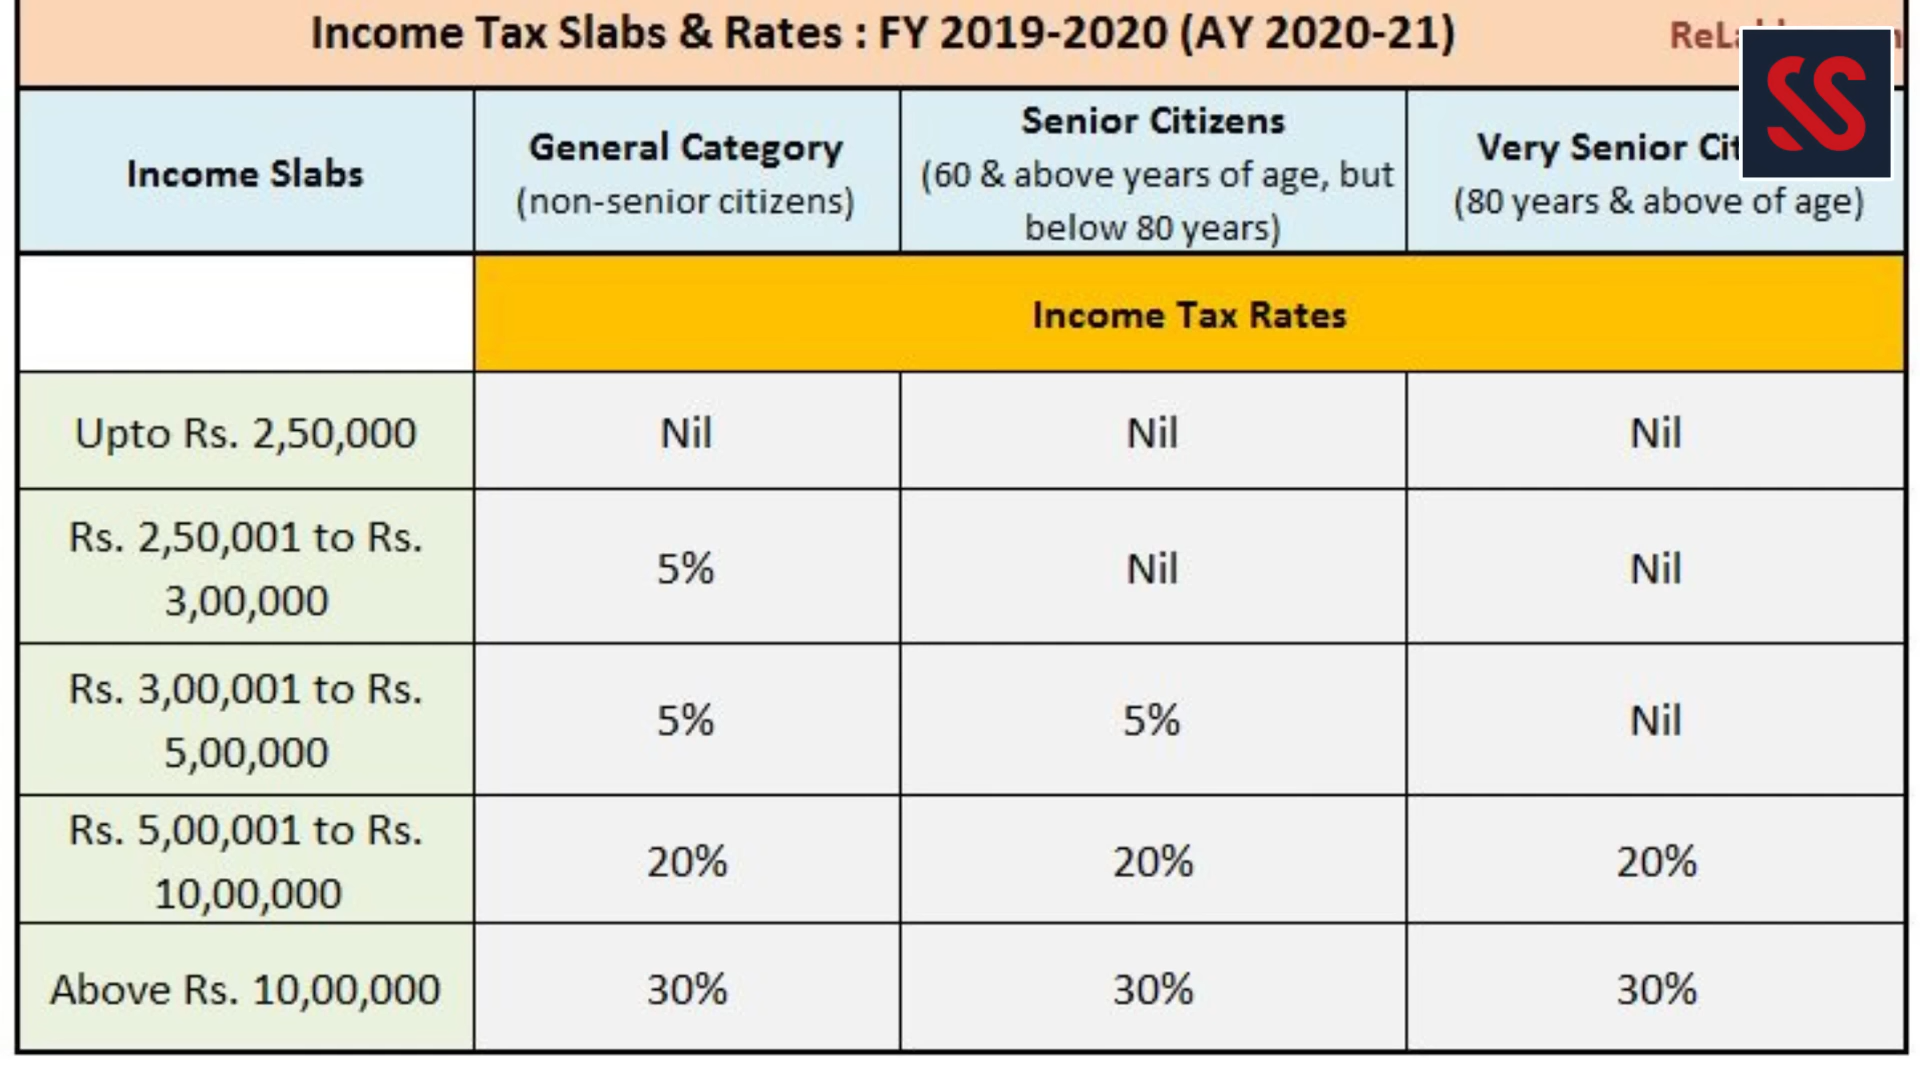 Income Tax Slabs & Rates : FY 2019-2020 (AY 2020-21)
Income Slabs
General Category
(non-senior citizens)
Senior Citizens
(60 & above years of age, but
below 80 years)
Very Senior
(80 years & above of age)
Income Tax Rates
Upto Rs. 2,50,000
Nil
Nil
Nil
Rs. 2,50,001 to Rs.
3,00,000
5%
Nil
Nil
Rs. 3,00,001 to Rs.
5,00,000
5%
5%
Nil
Rs. 5,00,001 to Rs.
10,00,000
20%
20%
20%
Above Rs. 10,00,000
30%
30%
30%